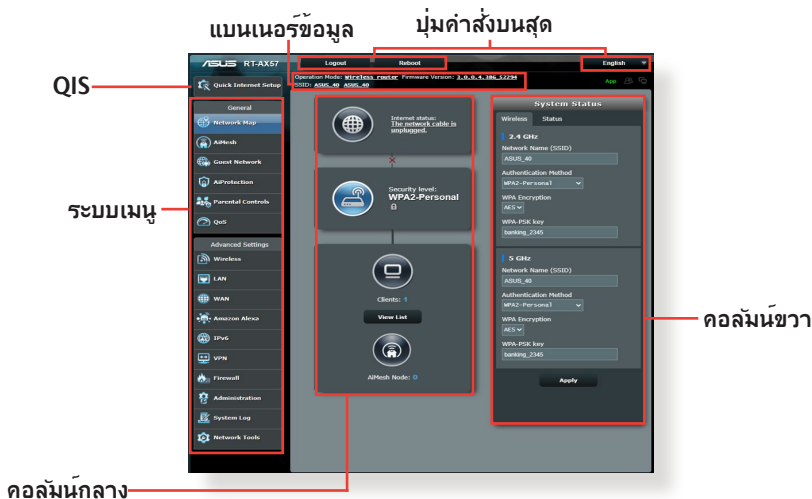 แบนเนอร์ข้อมูล
ปุ่มคำสั่งบนสุด
QIS
ระบบเมนู
คอลัมน์กลาง
คอลัมน์ขวา
ASUS RT-AX57
Logout
Reboot
English
Operation Mode: Wireless router Firmware Version: 3.0.0.4.386_52294
SSID: ASUS_40 ASUS_40
App
Quick Internet Setup
General
Network Map
AiMesh
Guest Network
AiProtection
Parental Controls
QoS
Advanced Settings
Wireless
LAN
WAN
Amazon Alexa
IPv6
VPN
Firewall
Administration
System Log
Network Tools
Internet status:
The network cable is
unplugged.
Security level:
WPA2-Personal
Clients: 1
View List
AiMesh Node: 0
System Status
Wireless
Status
2.4 GHz
Network Name (SSID)
ASUS_40
Authentication Method
WPA2-Personal
WPA Encryption
AES
WPA-PSK key
banking_2345
5 GHz
Network Name (SSID)
ASUS_40
Authentication Method
WPA2-Personal
WPA Encryption
AES
WPA-PSK key
banking_2345
Apply